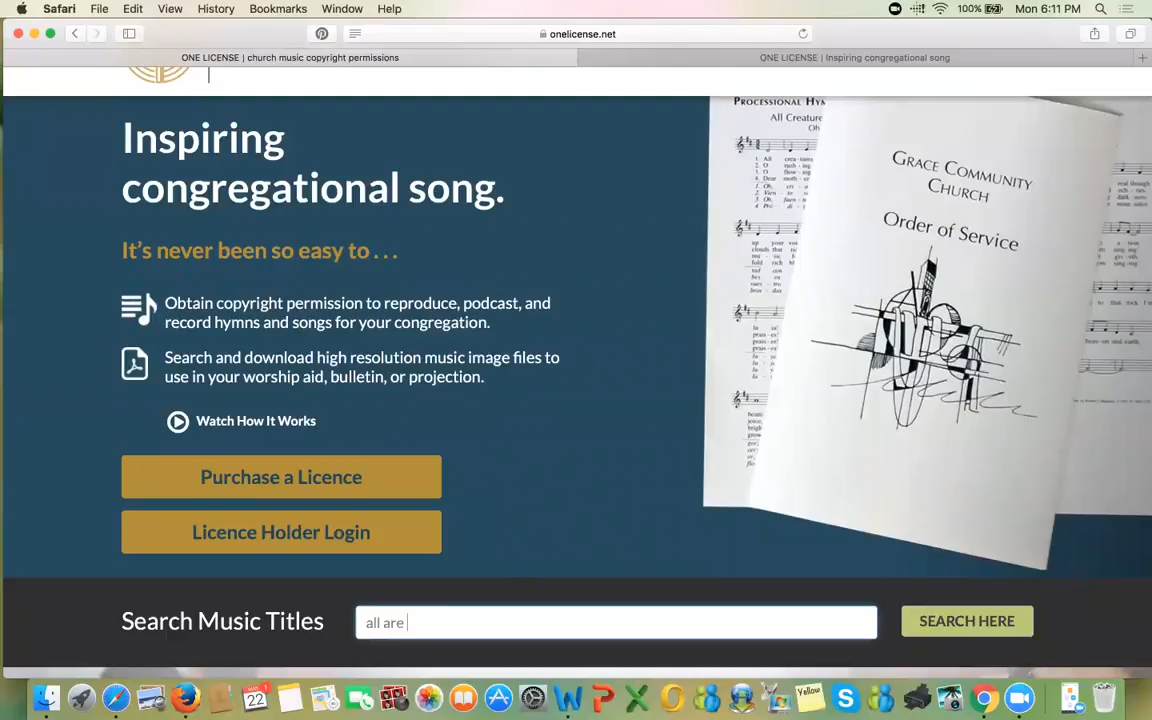 Safari File Edit View History Bookmarks Window Help 100% Mon 6:11 PM
onelicense.net
ONE LICENSE | church music copyright permissions ONE LICENSE | Inspiring congregational song
Inspiring
congregational song.
It's never been so easy to . . .
Obtain copyright permission to reproduce, podcast, and
record hymns and songs for your congregation.
Search and download high resolution music image files to
use in your worship aid, bulletin, or projection.
Watch How It Works
Purchase a Licence
Licence Holder Login
PROCESSIONAL HYM
All Creature
Oh
GRACE COMMUNITY
CHURCH
Order of Service
Search Music Titles all are SEARCH HERE
MAY
22
Yellow